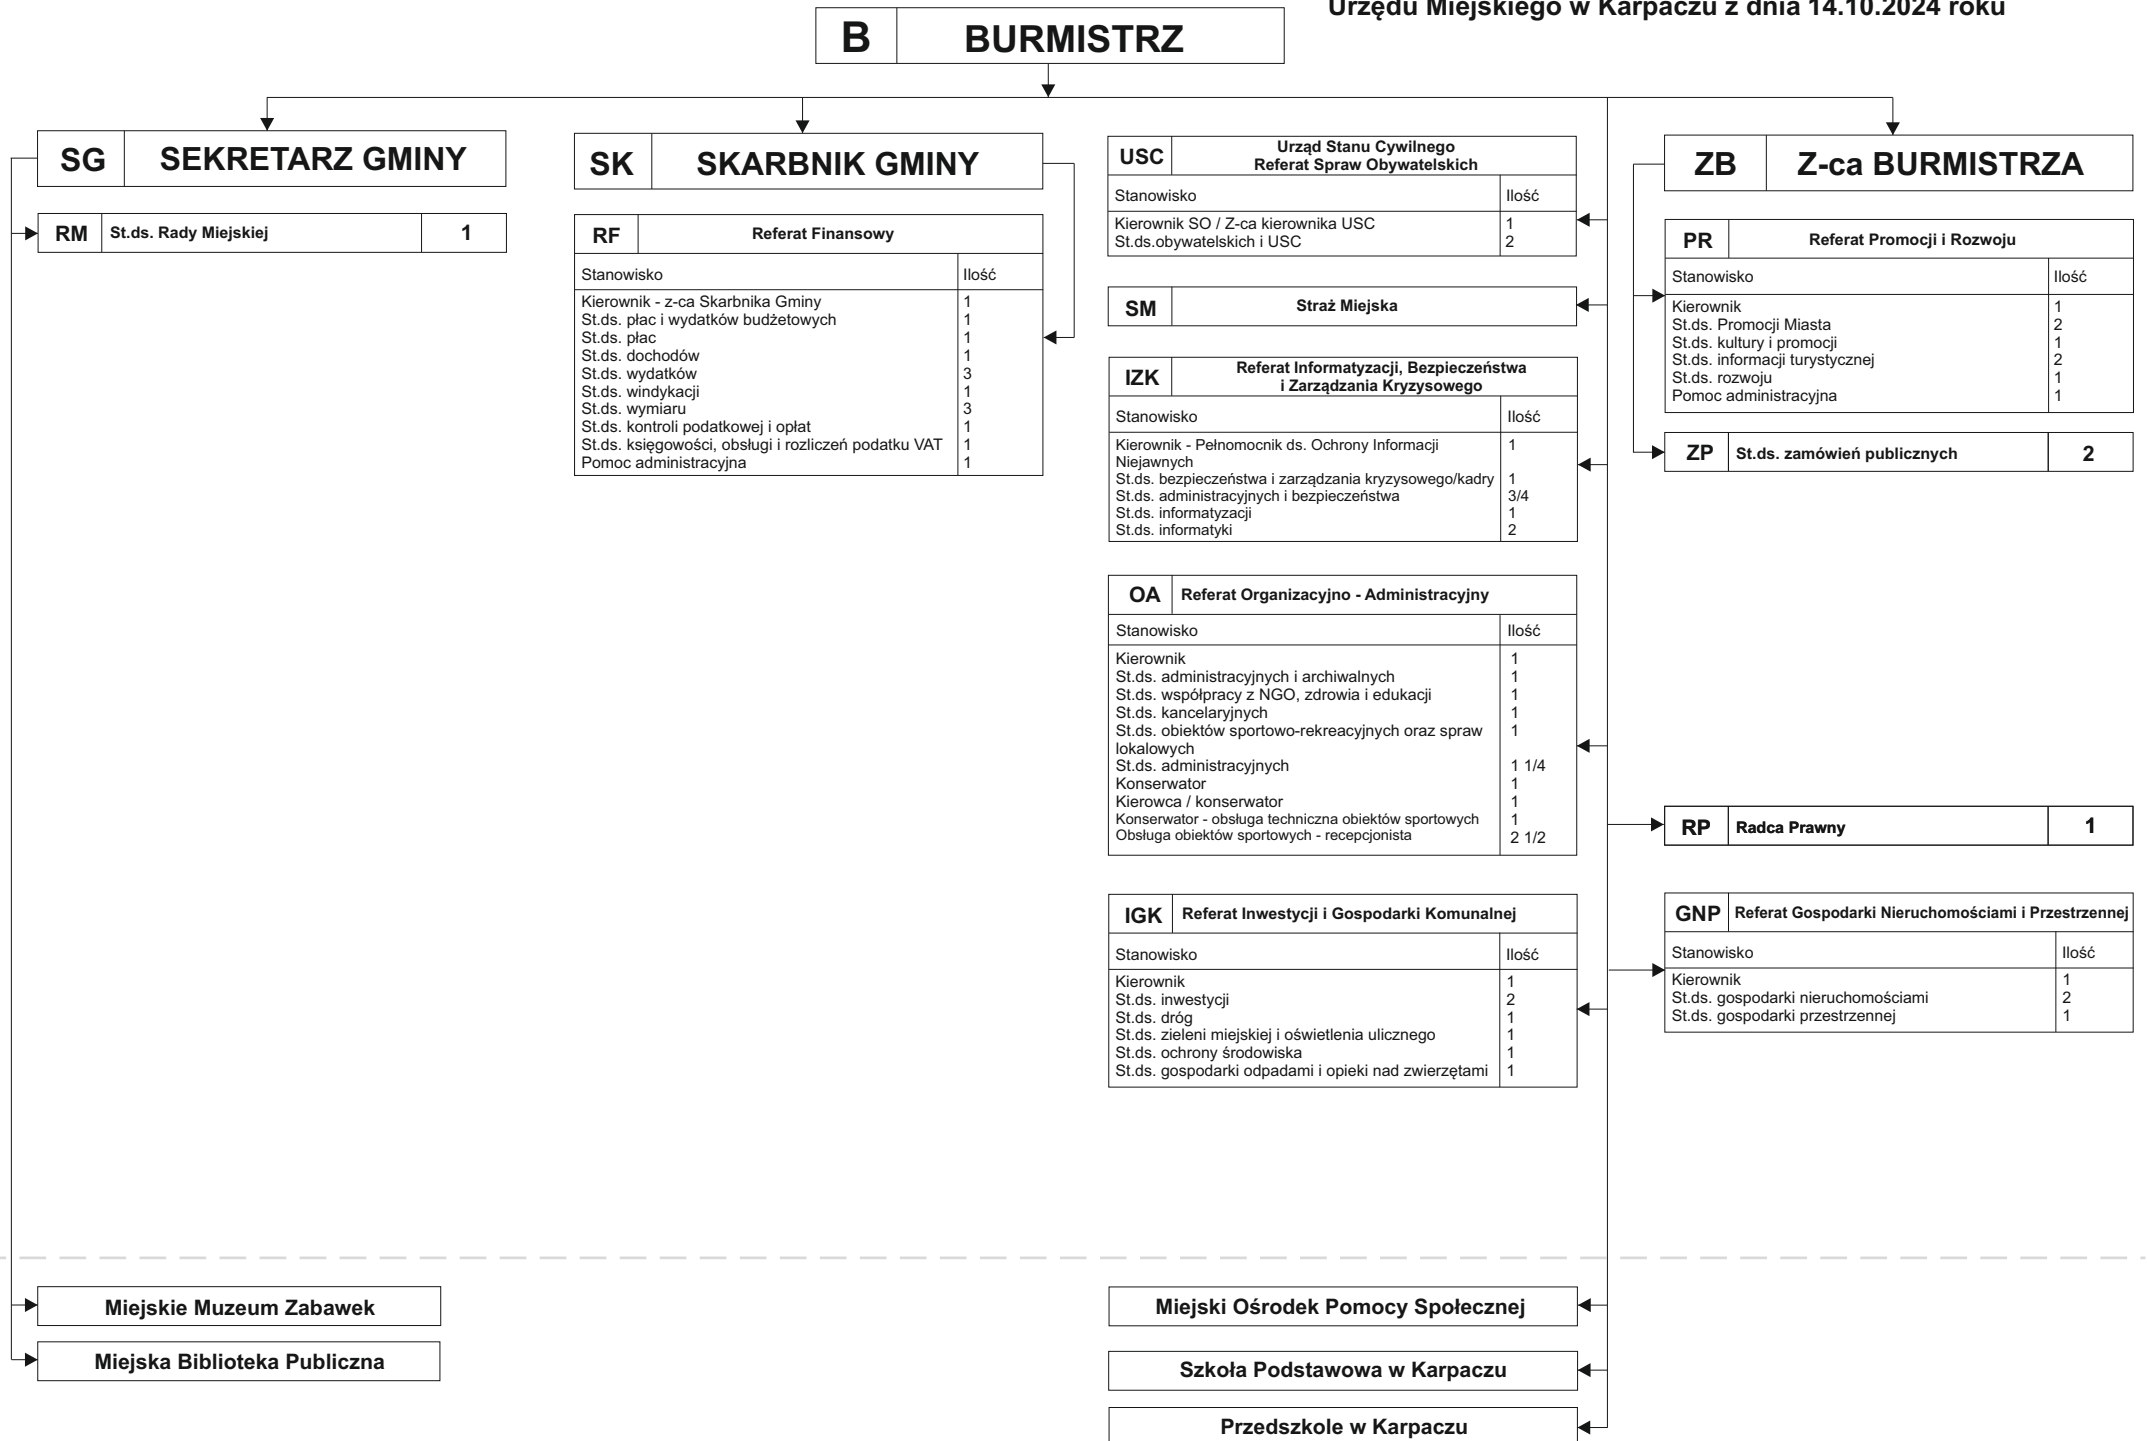 Urzędu Miejskiego w Karpaczu z dnia 14.10.2024 roku
B BURMISTRZ
SG SEKRETARZ GMINY
RM St.ds. Rady Miejskiej 1
SK SKARBNIK GMINY
RF Referat Finansowy
Stanowisko Ilość
Kierownik - z-ca Skarbnika Gminy 1
St.ds. płac i wydatków budżetowych 1
St.ds. płac 1
St.ds. dochodów 1
St.ds. wydatków 3
St.ds. windykacji 1
St.ds. wymiaru 3
St.ds. kontroli podatkowej i opłat 1
St.ds. księgowości, obsługi i rozliczeń podatku VAT 1
Pomoc administracyjna 1
USC Urząd Stanu Cywilnego
Referat Spraw Obywatelskich
Stanowisko Ilość
Kierownik SO / Z-ca kierownika USC 1
St.ds.obywatelskich i USC 2
SM Straż Miejska
IZK Referat Informatyzacji, Bezpieczeństwa
i Zarządzania Kryzysowego
Stanowisko Ilość
Kierownik - Pełnomocnik ds. Ochrony Informacji 1
Niejawnych
St.ds. bezpieczeństwa i zarządzania kryzysowego/kadry 1
St.ds. administracyjnych i bezpieczeństwa 3/4
St.ds. informatyzacji 1
St.ds. informatyki 2
OA Referat Organizacyjno - Administracyjny
Stanowisko Ilość
Kierownik 1
St.ds. administracyjnych i archiwalnych 1
St.ds. współpracy z NGO, zdrowia i edukacji 1
St.ds. kancelaryjnych 1
St.ds. obiektów sportowo-rekreacyjnych oraz spraw 1
lokalowych
St.ds. administracyjnych 1 1/4
Konserwator 1
Kierowca / konserwator 1
Konserwator - obsługa techniczna obiektów sportowych 1
Obsługa obiektów sportowych - recepcjonista 2 1/2
IGK Referat Inwestycji i Gospodarki Komunalnej
Stanowisko Ilość
Kierownik 1
St.ds. inwestycji 2
St.ds. dróg 1
St.ds. zieleni miejskiej i oświetlenia ulicznego 1
St.ds. ochrony środowiska 1
St.ds. gospodarki odpadami i opieki nad zwierzętami 1
ZB Z-ca BURMISTRZA
PR Referat Promocji i Rozwoju
Stanowisko Ilość
Kierownik 1
St.ds. Promocji Miasta 2
St.ds. kultury i promocji 1
St.ds. informacji turystycznej 2
St.ds. rozwoju 1
Pomoc administracyjna 1
ZP St.ds. zamówień publicznych 2
RP Radca Prawny 1
GNP Referat Gospodarki Nieruchomościami i Przestrzennej
Stanowisko Ilość
Kierownik 1
St.ds. gospodarki nieruchomościami 2
St.ds. gospodarki przestrzennej 1
Miejskie Muzeum Zabawek
Miejska Biblioteka Publiczna
Miejski Ośrodek Pomocy Społecznej
Szkoła Podstawowa w Karpaczu
Przedszkole w Karpaczu